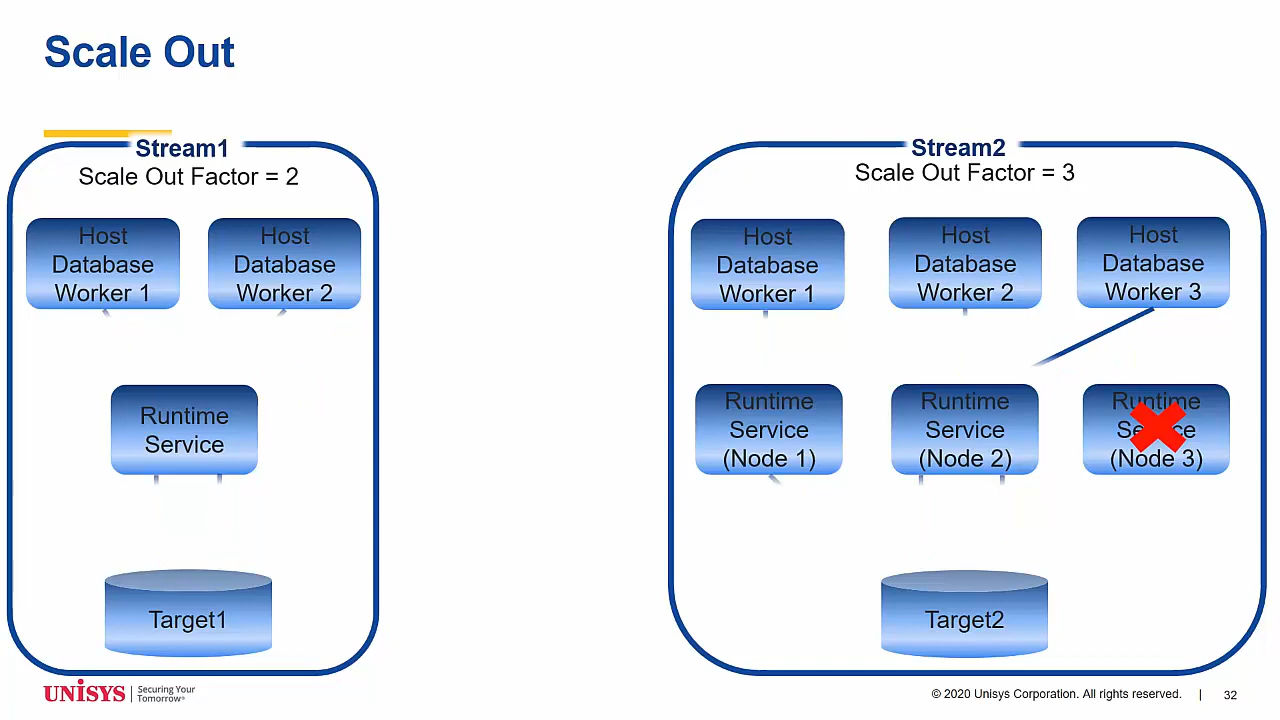 Scale Out
Stream1
Scale Out Factor = 2
Host
Database
Worker 1
Host
Database
Worker 2
Runtime
Service
Target1
Stream2
Scale Out Factor = 3
Host
Database
Worker 1
Host
Database
Worker 2
Host
Database
Worker 3
Runtime
Service
(Node 1)
Runtime
Service
(Node 2)
Runtime
Service
(Node 3)
Target2
UNISYS
Securing Your
Tomorrow®
© 2020 Unisys Corporation. All rights reserved. | 32